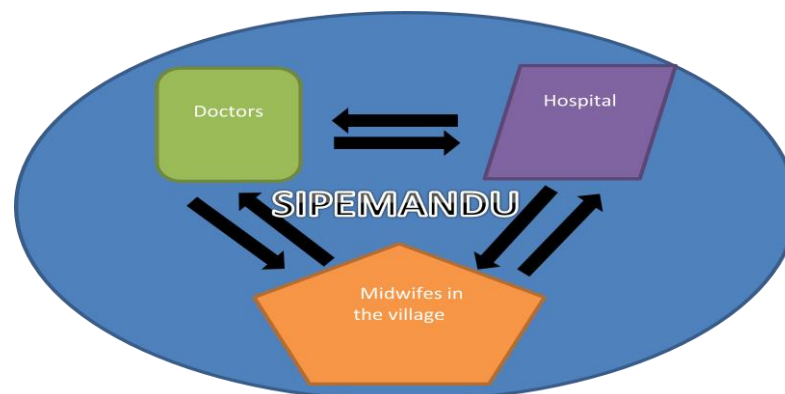 Doctors
Hospital
SIPEMANDU
Midwifes in
the village